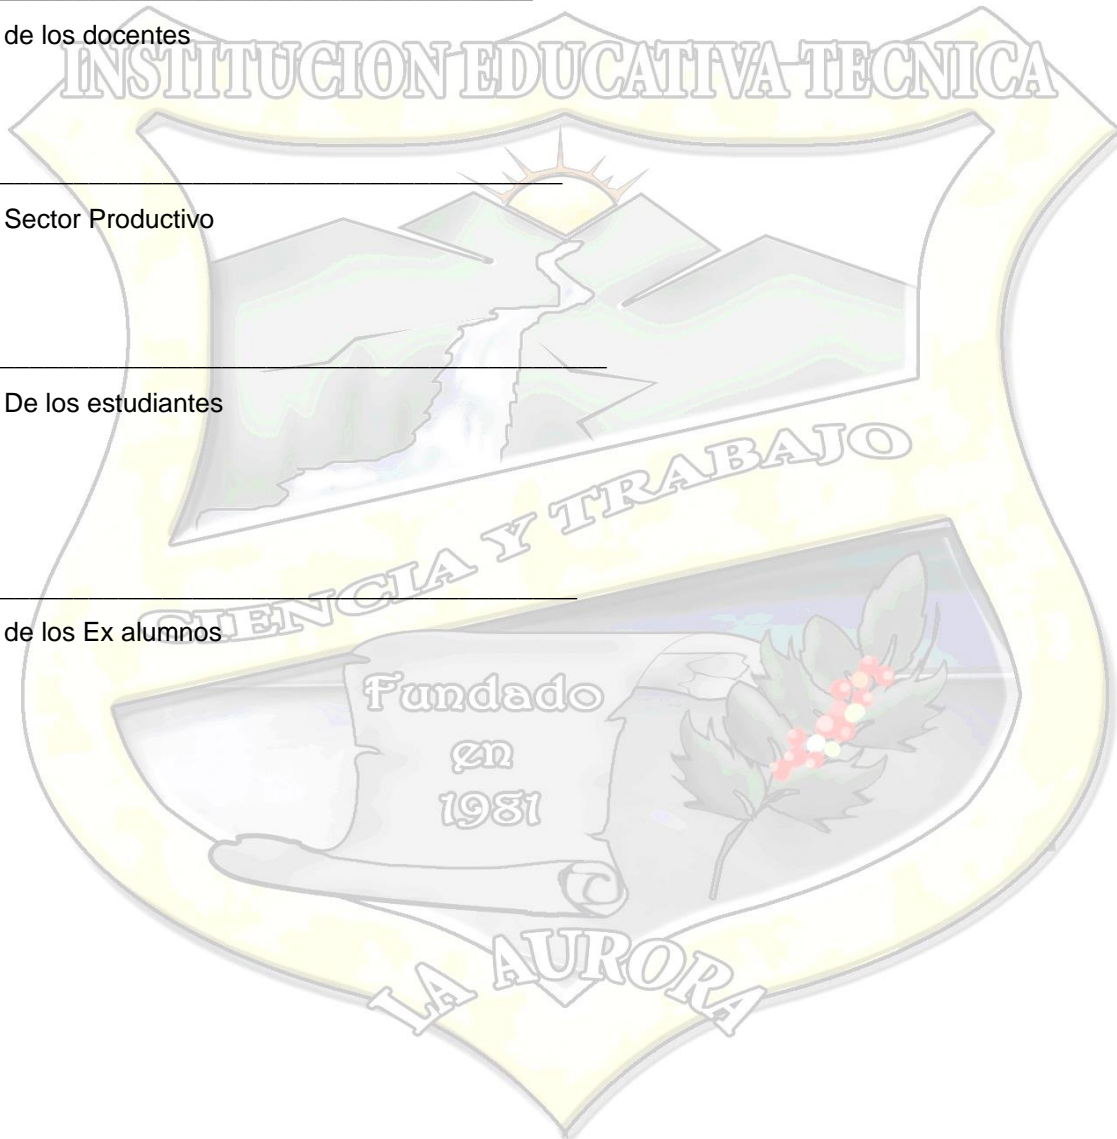 de los docentes
INSTITUCION EDUCATIVA TECNICA
Sector Productivo
De los estudiantes
CIENCIA Y TRABAJO
de los Ex alumnos
Fundado
en
1981
LA AURORA